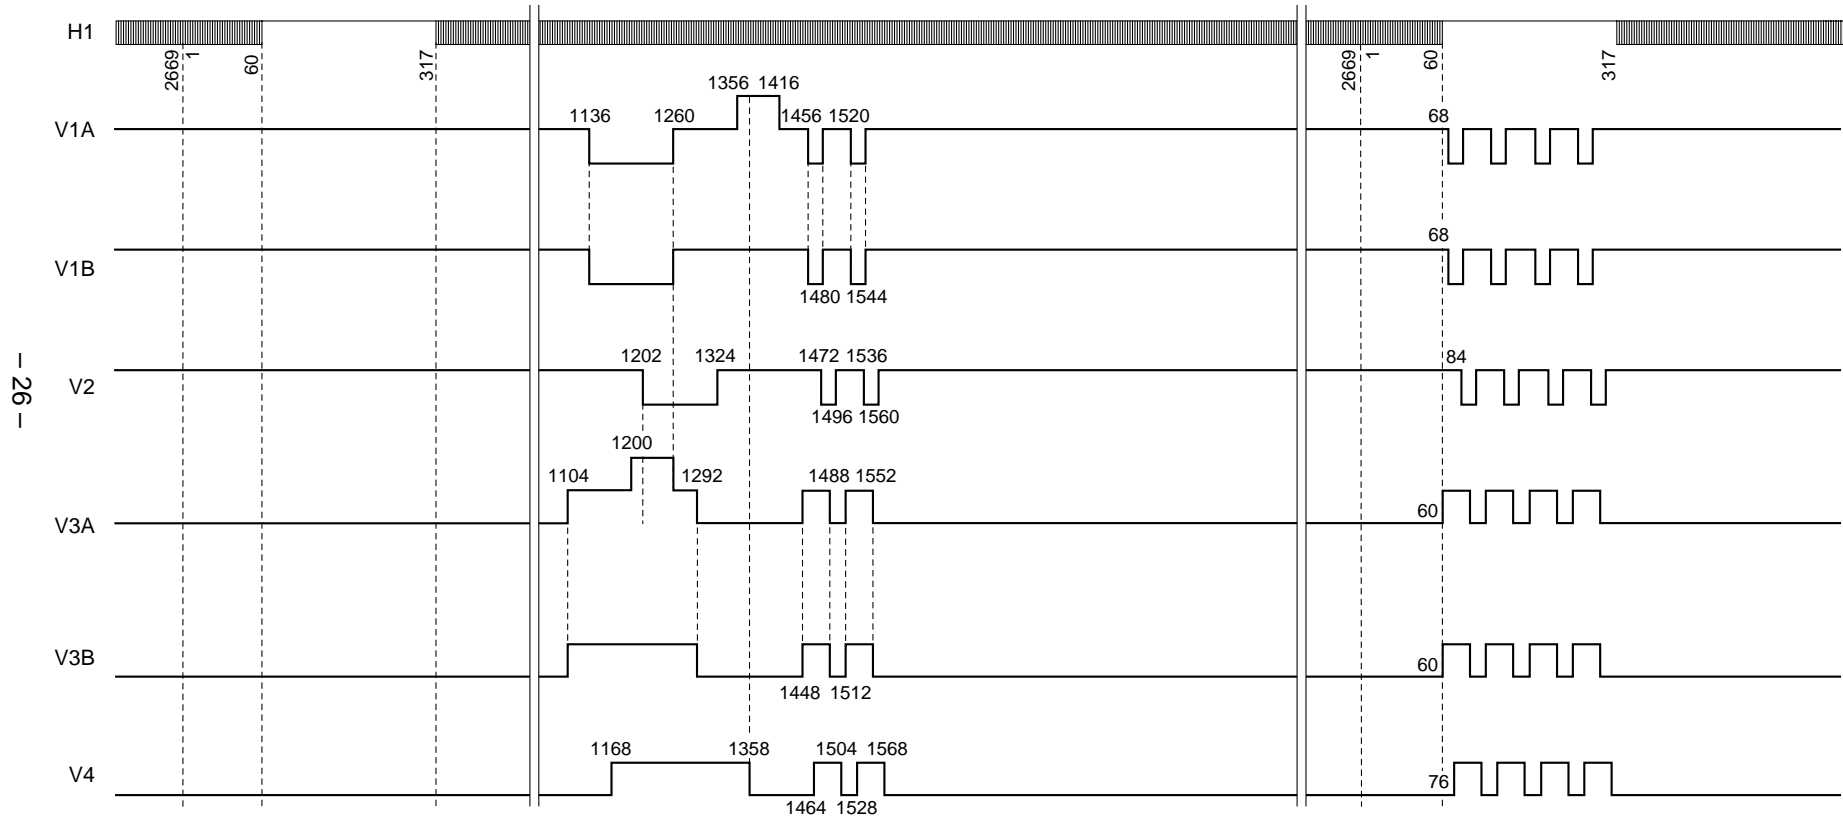 H1
2669 1 60 317 2669 1 60 317
1356 1416
V1A 1136 1260 1456 1520 68
V1B 68
1480 1544
1202 1324 1472 1536 84
V2
1496 1560
– 26 –
1200
1104 1292 1488 1552
V3A 60
V3B 60
1448 1512
1168 1358 1504 1568
V4 76
1464 1528